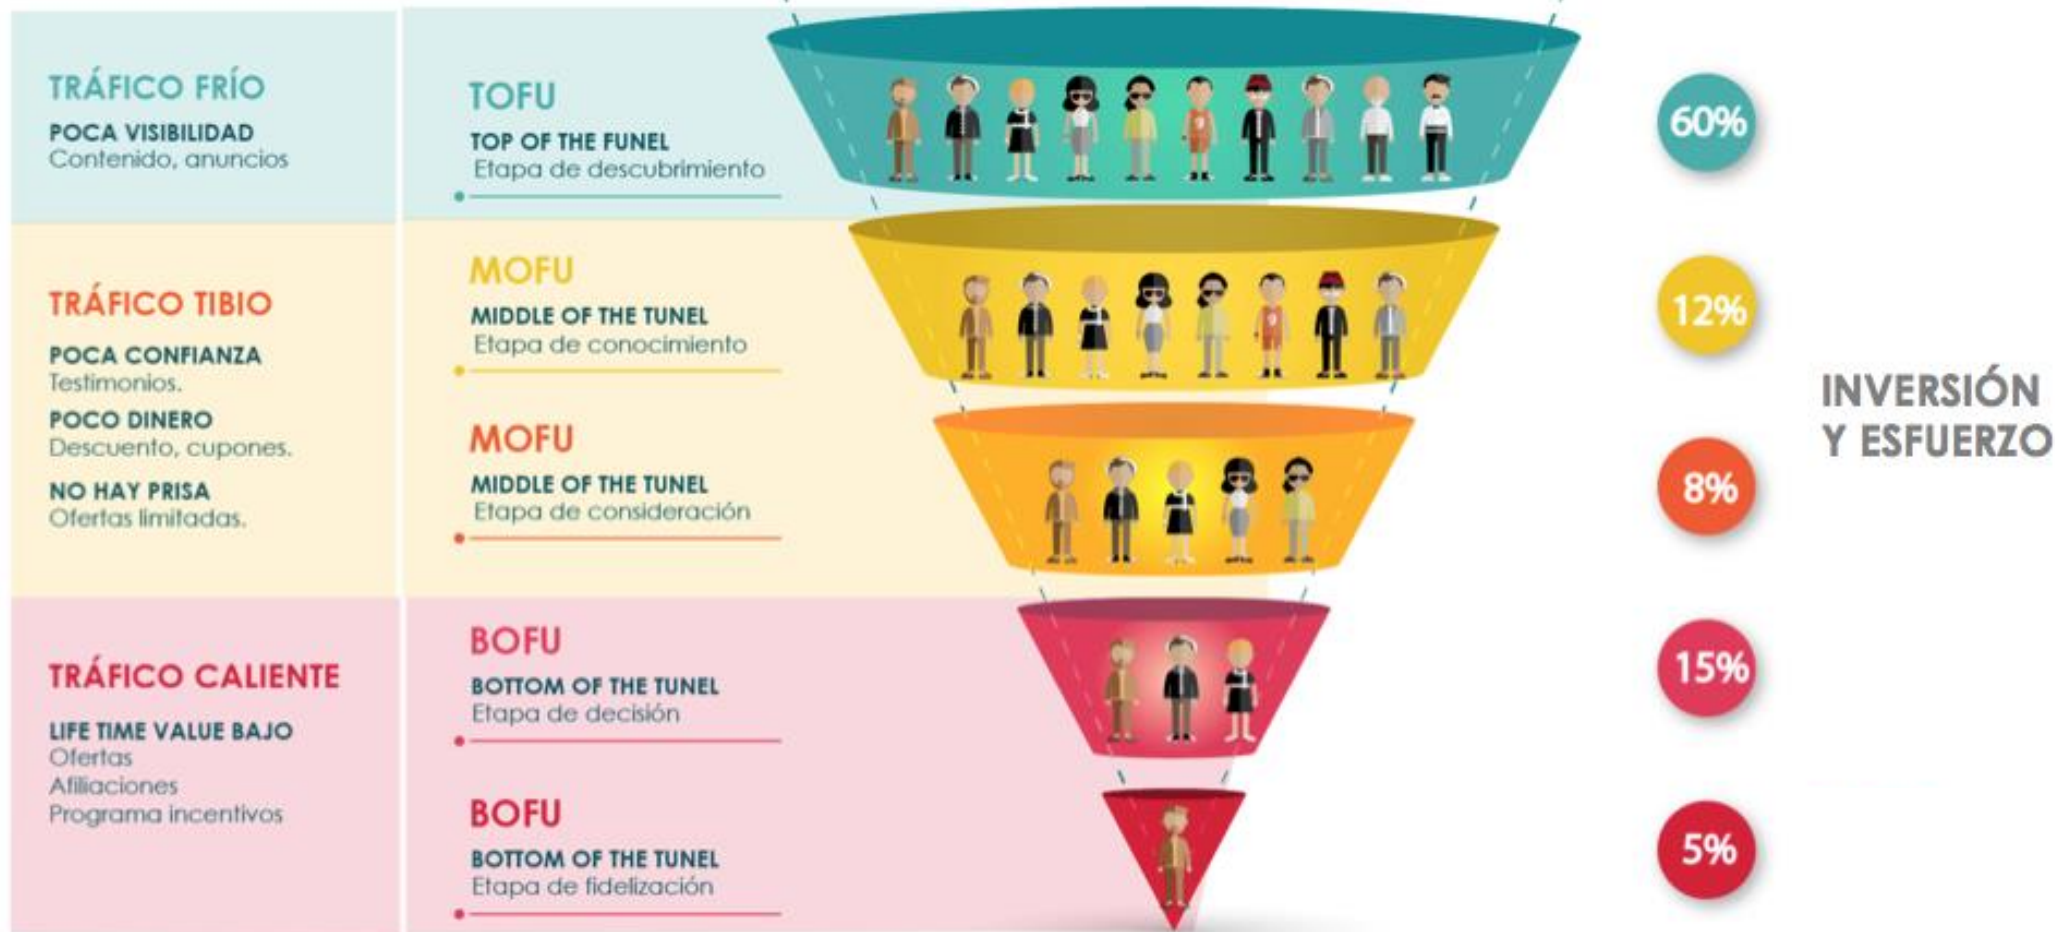 TRÁFICO FRÍO
POCA VISIBILIDAD
Contenido, anuncios
TOFU
TOP OF THE FUNEL
Etapa de descubrimiento
60%
TRÁFICO TIBIO
POCA CONFIANZA
Testimonios.
POCO DINERO
Descuento, cupones.
NO HAY PRISA
Ofertas limitadas.
MOFU
MIDDLE OF THE TUNEL
Etapa de conocimiento
12%
MOFU
MIDDLE OF THE TUNEL
Etapa de consideración
8%
INVERSIÓN
Y ESFUERZO
TRÁFICO CALIENTE
LIFE TIME VALUE BAJO
Ofertas
Afiliaciones
Programa incentivos
BOFU
BOTTOM OF THE TUNEL
Etapa de decisión
15%
BOFU
BOTTOM OF THE TUNEL
Etapa de fidelización
5%